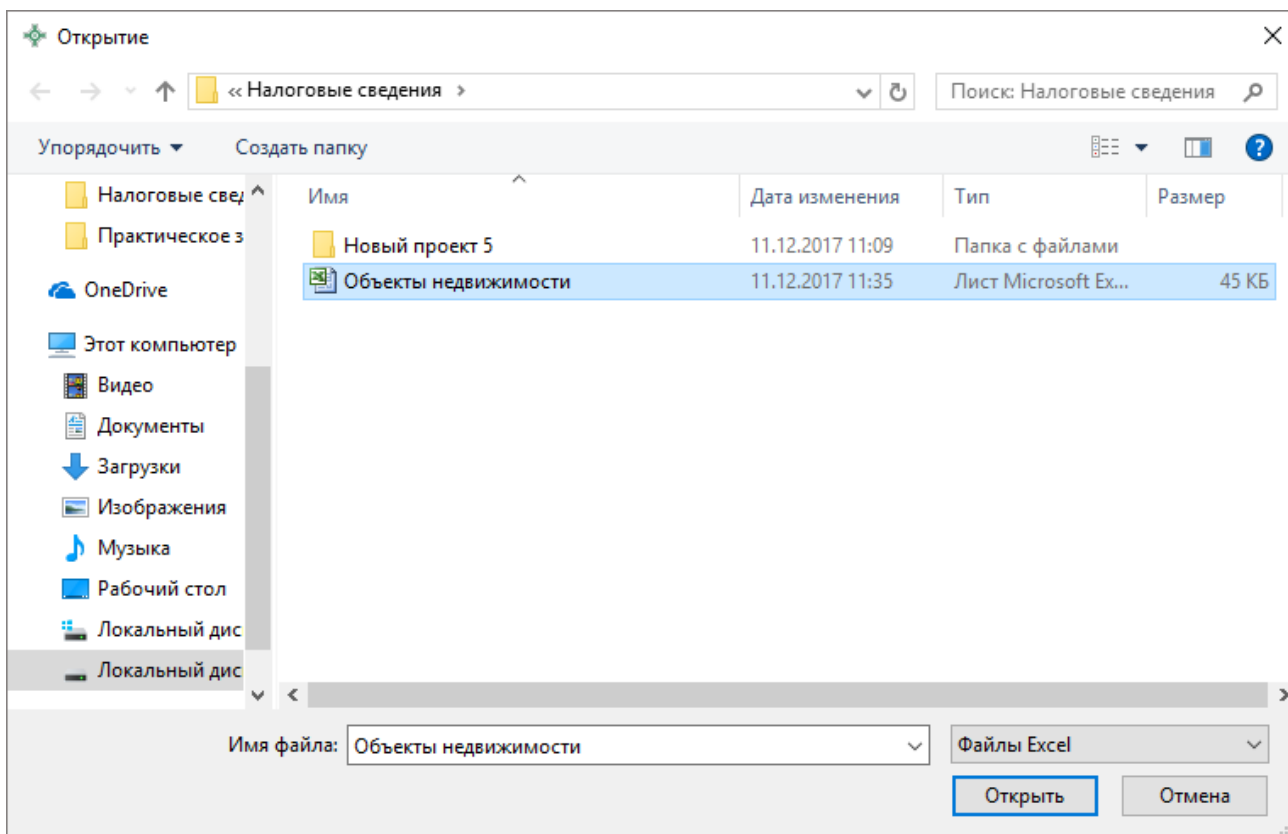 Открытие
« Налоговые сведения ›
Поиск: Налоговые сведения
Упорядочить
Создать папку
?
Налоговые свед
Практическое з
OneDrive
Этот компьютер
Видео
Документы
Загрузки
Изображения
Музыка
Рабочий стол
Локальный дис
Локальный дис
Имя Дата изменения Тип Размер
Новый проект 5 11.12.2017 11:09 Папка с файлами
Объекты недвижимости 11.12.2017 11:35 Лист Microsoft Ex... 45 КБ
Имя файла: Объекты недвижимости
Файлы Excel
Открыть
Отмена